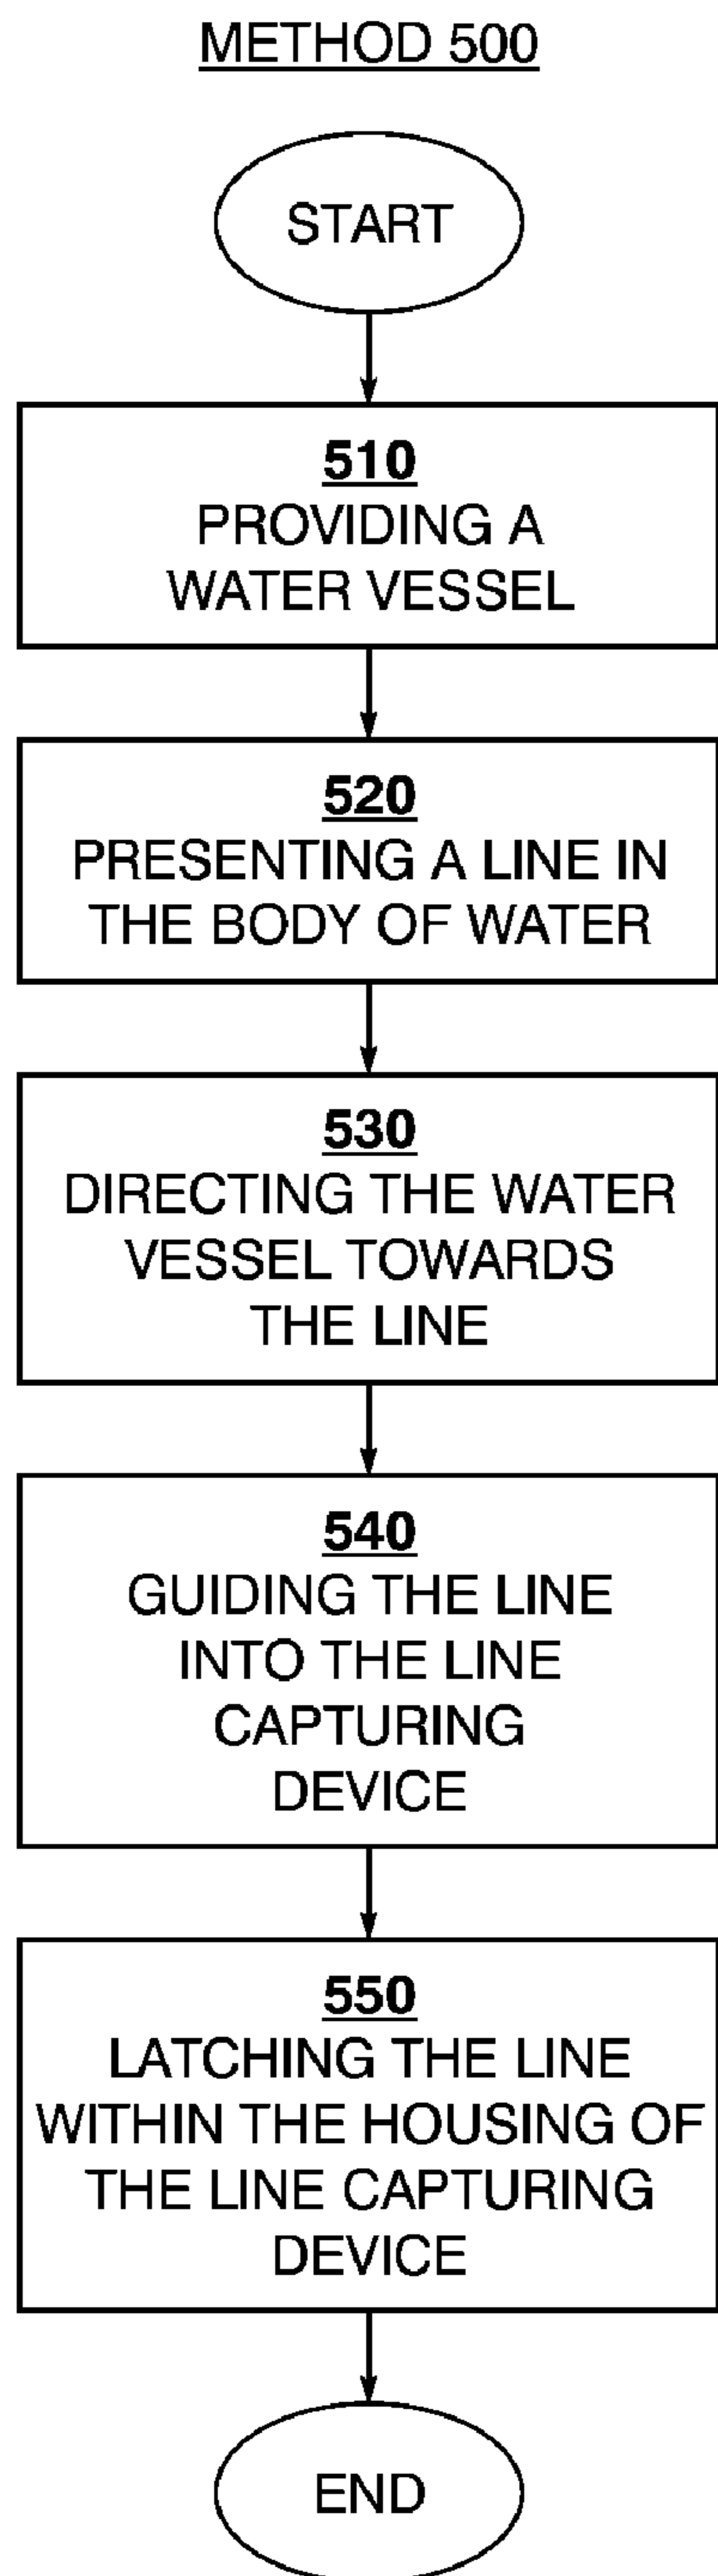 METHOD 500
START
510
PROVIDING A
WATER VESSEL
520
PRESENTING A LINE IN
THE BODY OF WATER
530
DIRECTING THE WATER
VESSEL TOWARDS
THE LINE
540
GUIDING THE LINE
INTO THE LINE
CAPTURING
DEVICE
550
LATCHING THE LINE
WITHIN THE HOUSING OF
THE LINE CAPTURING
DEVICE
END